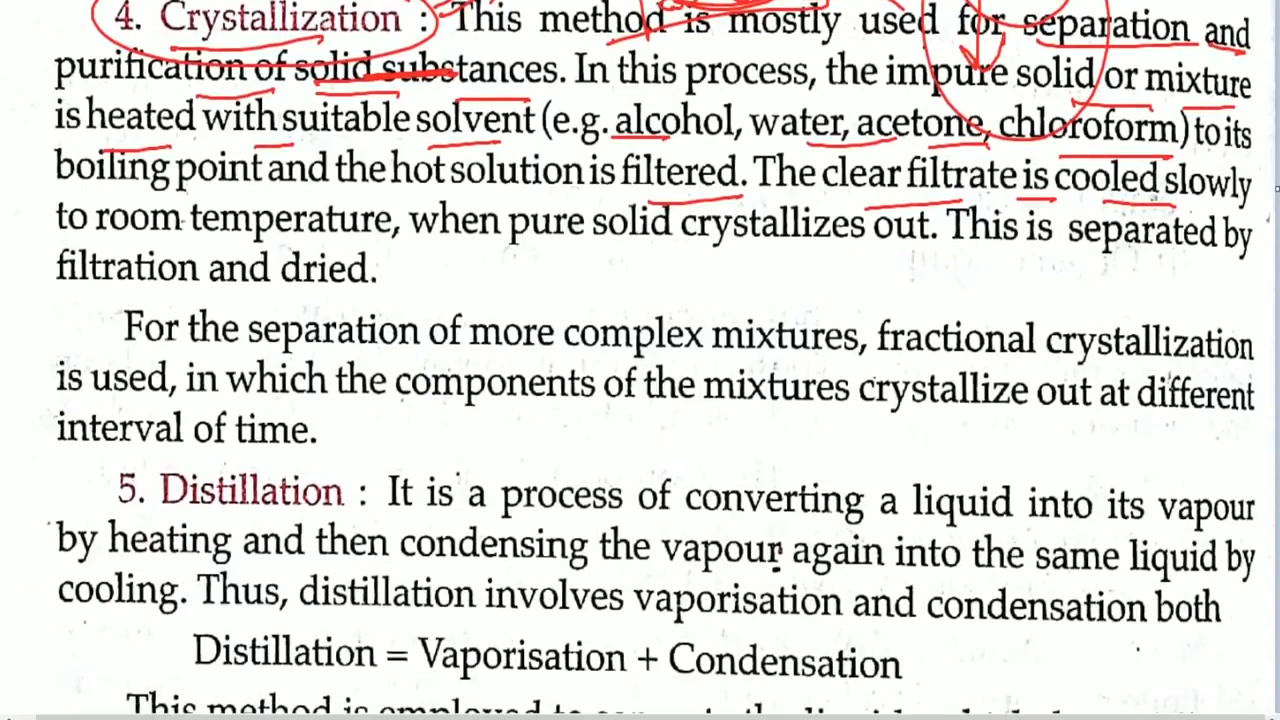 4. Crystallization : This method is mostly used for separation and
purification of solid substances. In this process, the impure solid or mixture
is heated with suitable solvent (e.g. alcohol, water, acetone, chloroform) to its
boiling point and the hot solution is filtered. The clear filtrate is cooled slowly
to room temperature, when pure solid crystallizes out. This is separated by
filtration and dried.
For the separation of more complex mixtures, fractional crystallization
is used, in which the components of the mixtures crystallize out at different
interval of time.
5. Distillation : It is a process of converting a liquid into its vapour
by heating and then condensing the vapour again into the same liquid by
cooling. Thus, distillation involves vaporisation and condensation both
Distillation = Vaporisation + Condensation
This method is employed to